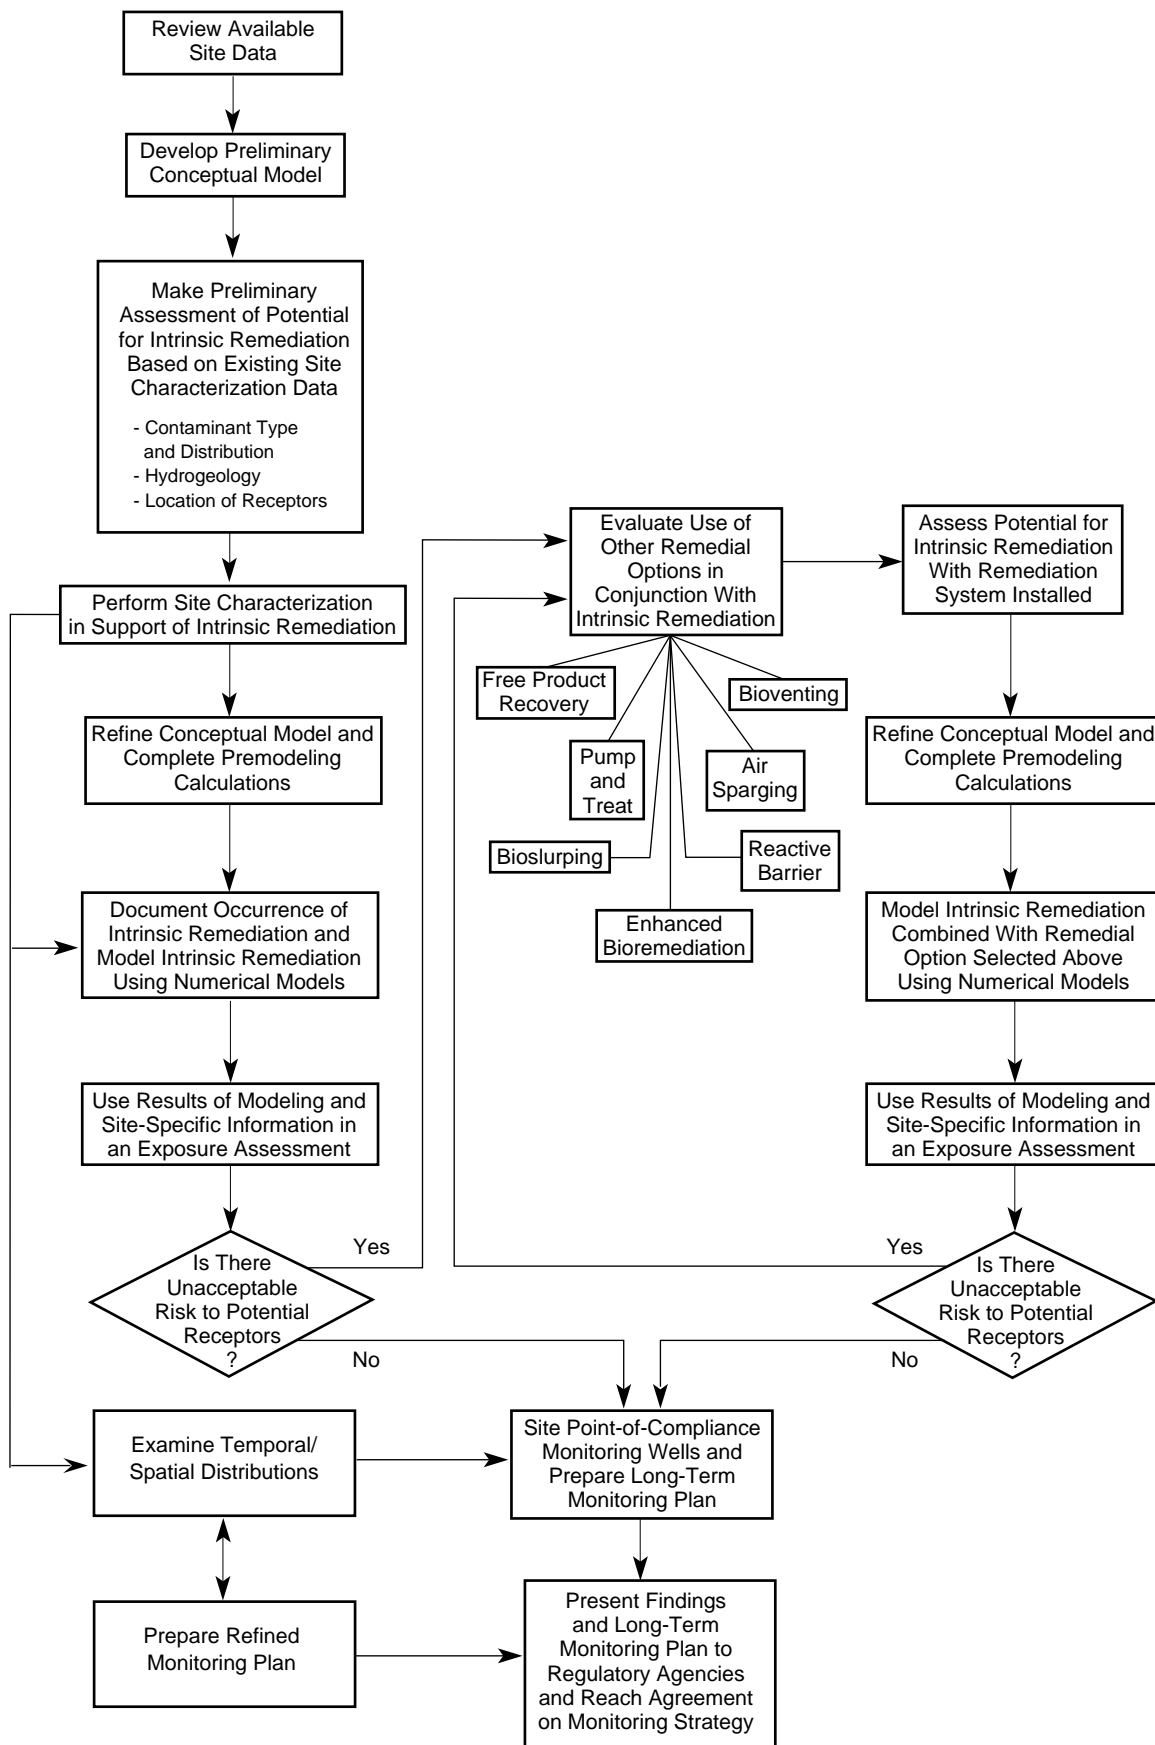 Review Available
Site Data
Develop Preliminary
Conceptual Model
Make Preliminary
Assessment of Potential
for Intrinsic Remediation
Based on Existing Site
Characterization Data
- Contaminant Type
and Distribution
- Hydrogeology
- Location of Receptors
Perform Site Characterization
in Support of Intrinsic Remediation
Refine Conceptual Model and
Complete Premodeling
Calculations
Document Occurrence of
Intrinsic Remediation and
Model Intrinsic Remediation
Using Numerical Models
Use Results of Modeling and
Site-Specific Information in
an Exposure Assessment
Is There
Unacceptable
Risk to Potential
Receptors
?
Yes
No
Evaluate Use of
Other Remedial
Options in
Conjunction With
Intrinsic Remediation
Free Product
Recovery
Bioventing
Pump
and
Treat
Air
Sparging
Bioslurping
Reactive
Barrier
Enhanced
Bioremediation
Assess Potential for
Intrinsic Remediation
With Remediation
System Installed
Refine Conceptual Model and
Complete Premodeling
Calculations
Model Intrinsic Remediation
Combined With Remedial
Option Selected Above
Using Numerical Models
Use Results of Modeling and
Site-Specific Information in
an Exposure Assessment
Yes
Is There
Unacceptable
Risk to Potential
Receptors
?
No
Examine Temporal/
Spatial Distributions
Site Point-of-Compliance
Monitoring Wells and
Prepare Long-Term
Monitoring Plan
Prepare Refined
Monitoring Plan
Present Findings
and Long-Term
Monitoring Plan to
Regulatory Agencies
and Reach Agreement
on Monitoring Strategy